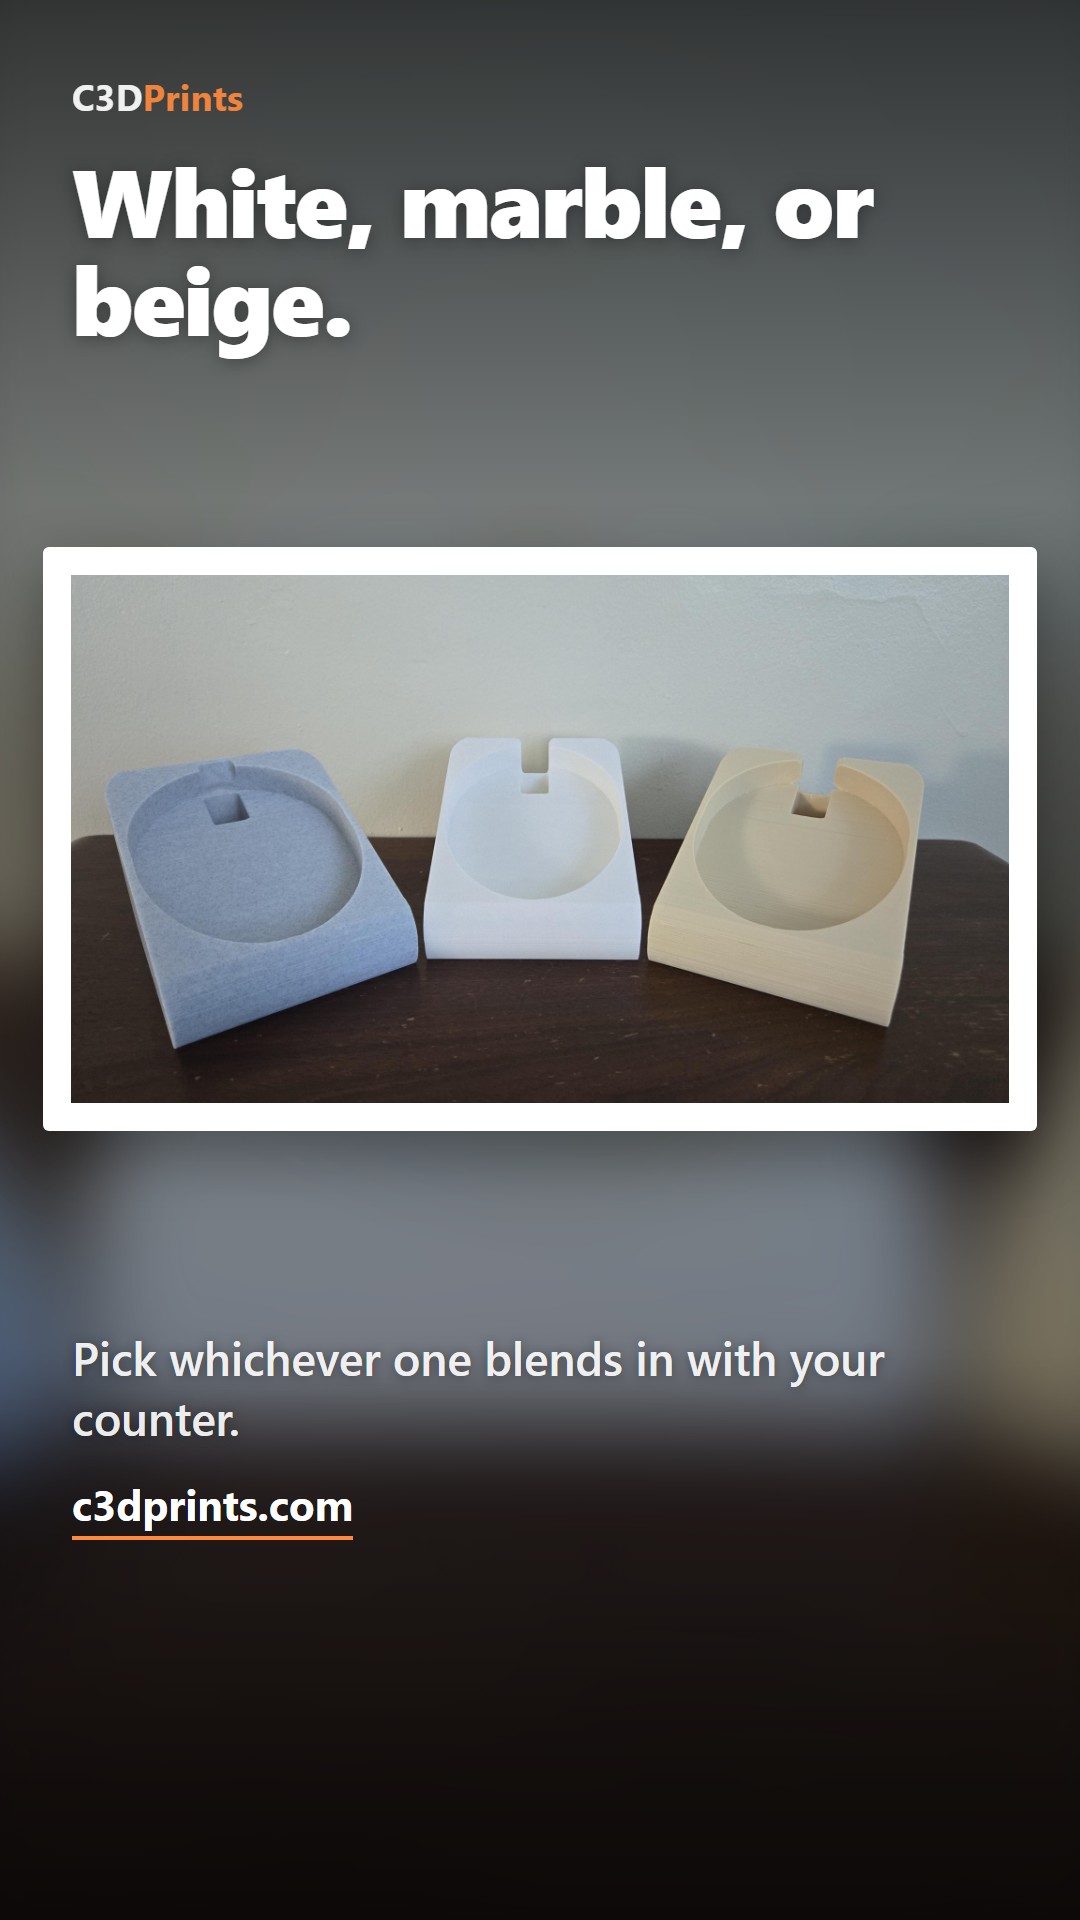 C3DPrints
White, marble, or
beige.
Pick whichever one blends in with your
counter.
c3dprints.com